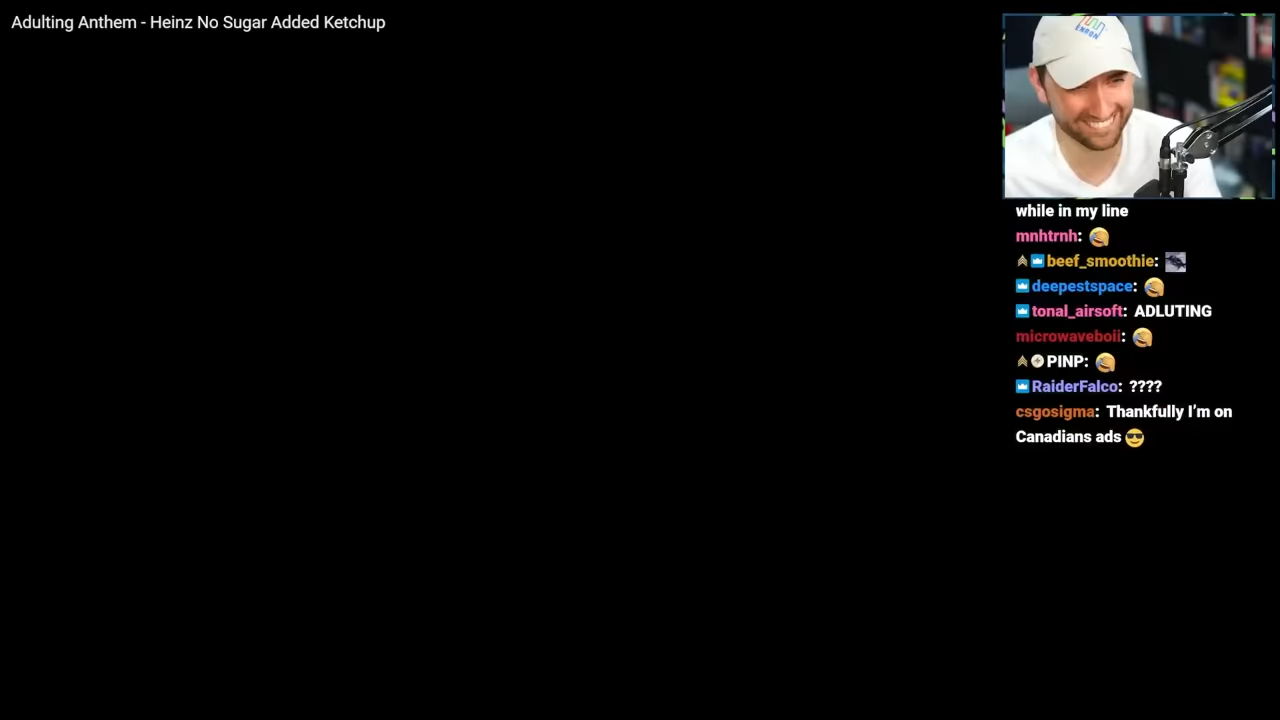 Adulting Anthem - Heinz No Sugar Added Ketchup
ENRON
while in my line
mnhtrnh:
beef_smoothie:
deepestspace:
tonal_airsoft: ADLUTING
microwaveboii:
PINP:
RaiderFalco: ????
csgosigma: Thankfully I’m on
Canadians ads